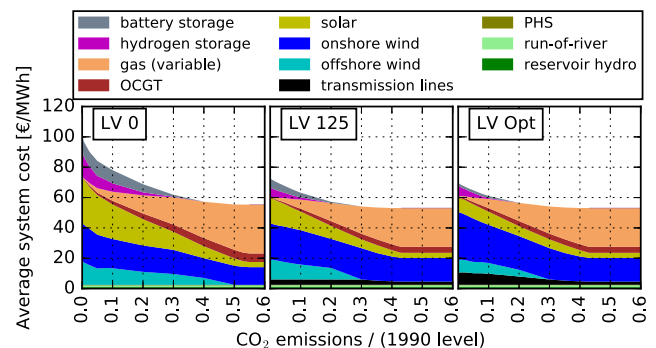 battery storage
hydrogen storage
gas (variable)
OCGT
solar
onshore wind
offshore wind
transmission lines
PHS
run-of-river
reservoir hydro
Average system cost [€/MWh]
120
100
80
60
40
20
0
LV 0
LV 125
LV Opt
0.0 0.1 0.2 0.3 0.4 0.5 0.6
0.1 0.2 0.3 0.4 0.5 0.6
0.1 0.2 0.3 0.4 0.5 0.6
CO₂ emissions / (1990 level)